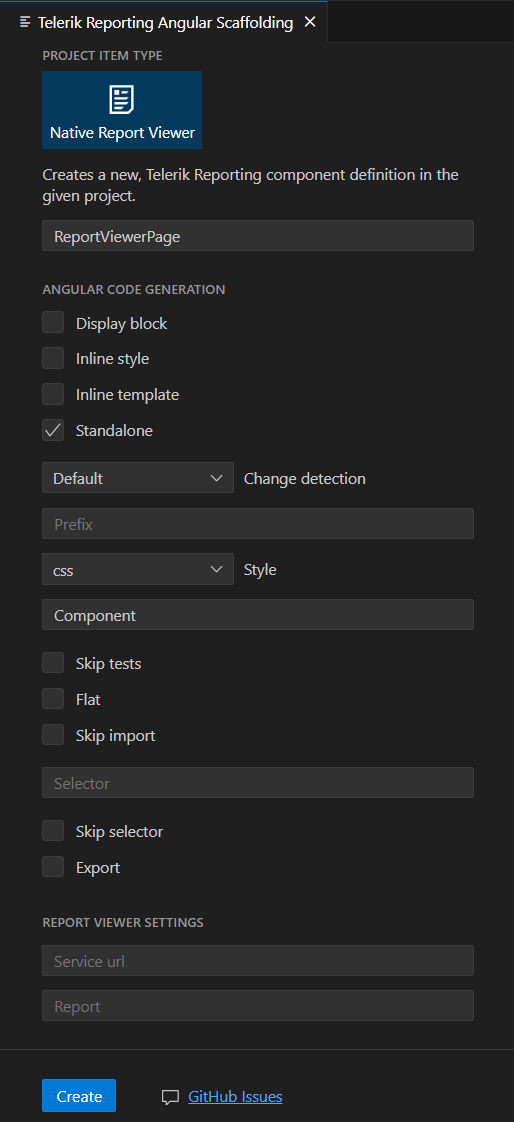 Telerik Reporting Angular Scaffolding
PROJECT ITEM TYPE
Native Report Viewer
Creates a new, Telerik Reporting component definition in the
given project.
ReportViewerPage
ANGULAR CODE GENERATION
Display block
Inline style
Inline template
Standalone
Default Change detection
Prefix
css Style
Component
Skip tests
Flat
Skip import
Selector
Skip selector
Export
REPORT VIEWER SETTINGS
Service url
Report
Create GitHub Issues